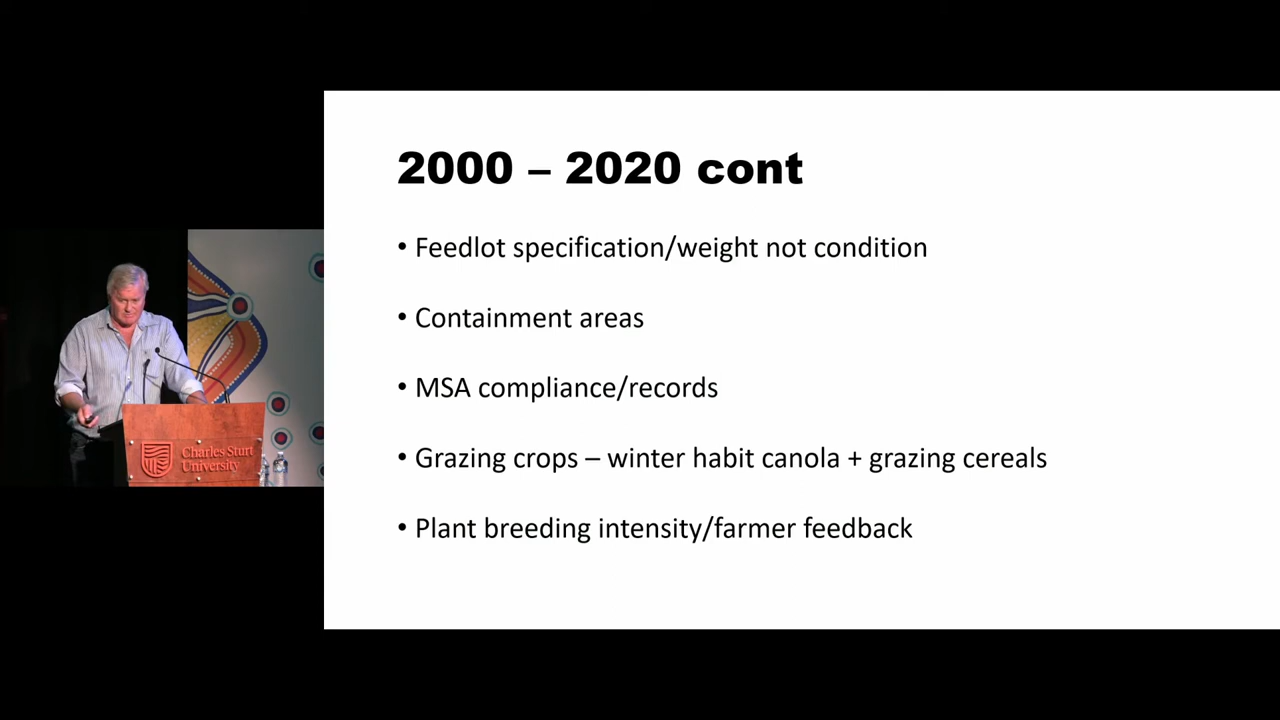 2000 – 2020 cont
• Feedlot specification/weight not condition
• Containment areas
• MSA compliance/records
• Grazing crops – winter habit canola + grazing cereals
• Plant breeding intensity/farmer feedback
Charles Sturt
University